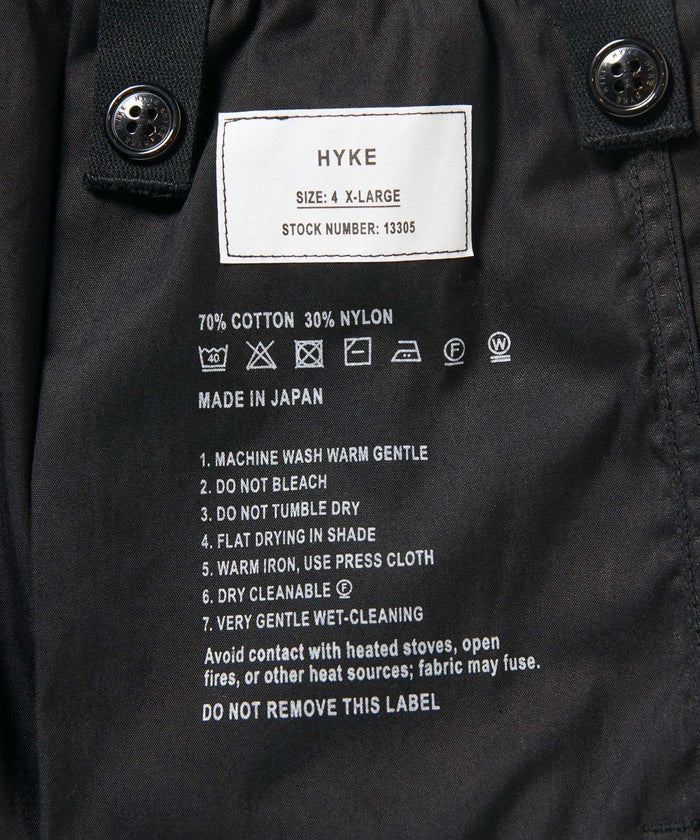 HYKE
SIZE: 4 X-LARGE
STOCK NUMBER: 13305
70% COTTON 30% NYLON
40 F W
MADE IN JAPAN
1. MACHINE WASH WARM GENTLE
2. DO NOT BLEACH
3. DO NOT TUMBLE DRY
4. FLAT DRYING IN SHADE
5. WARM IRON, USE PRESS CLOTH
6. DRY CLEANABLE Ⓕ
7. VERY GENTLE WET-CLEANING
Avoid contact with heated stoves, open
fires, or other heat sources; fabric may fuse.
DO NOT REMOVE THIS LABEL